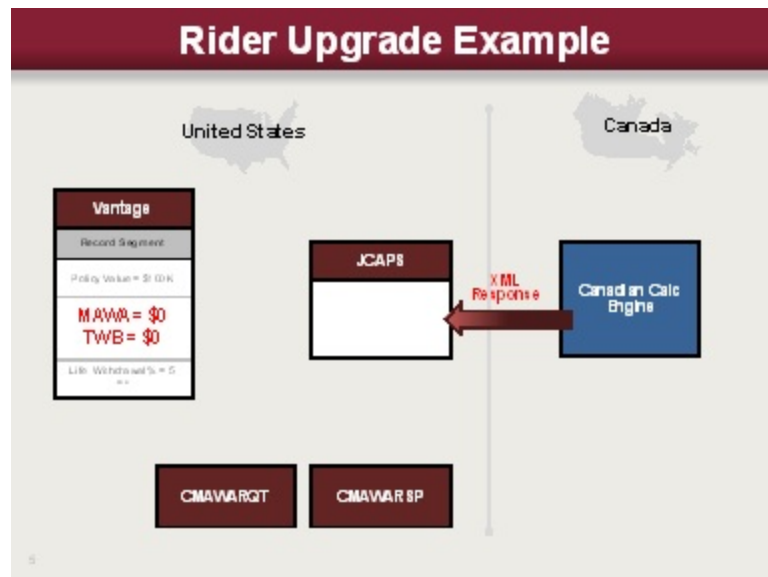 Rider Upgrade Example
United States
Canada
Vantage
Record Segment
Policy Value = $100K
MAWA = $0
TWB = $0
Life Withdrawal % = 5
JCAPS
XML
Response
Canadian Calc
Engine
CMAWARQT
CMAWARSP
5